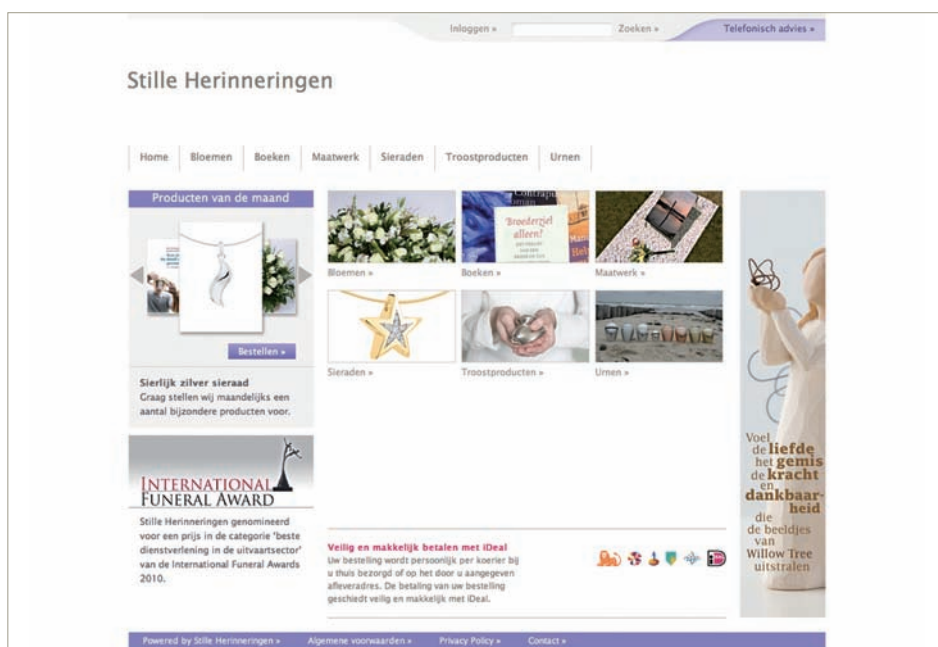 Inloggen »
Zoeken »
Telefonisch advies »
Stille Herinneringen
Home
Bloemen
Boeken
Maatwerk
Sieraden
Troostproducten
Urnen
Producten van de maand
Bestellen »
Sierlijk zilver sieraad
Graag stellen wij maandelijks een
aantal bijzondere producten voor.
INTERNATIONAL
FUNERAL AWARD
Stille Herinneringen genomineerd
voor een prijs in de categorie 'beste
dienstverlening in de uitvaartsector'
van de International Funeral Awards
2010.
roman
Broederziel
alleen?
Bloemen »
Boeken »
Maatwerk »
Sieraden »
Troostproducten »
Urnen »
Veilig en makkelijk betalen met iDeal
Uw bestelling wordt persoonlijk per koerier bij
u thuis bezorgd of op het door u aangegeven
afleveradres. De betaling van uw bestelling
geschiedt veilig en makkelijk met iDeal.
Voel
de liefde
het gemis
de kracht
en
dankbaar-
heid
die
de beeldjes
van
Willow Tree
uitstralen
Powered by Stille Herinneringen »
Algemene voorwaarden »
Privacy Policy »
Contact »